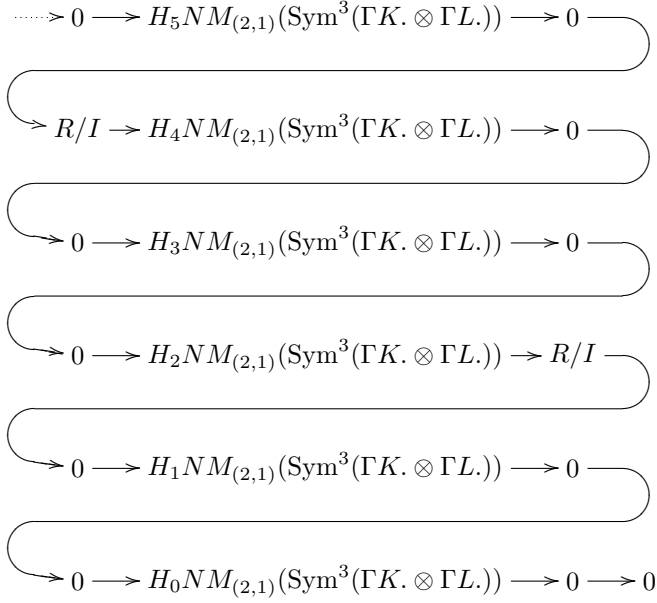 0 → H₅NM₍₂,₁₎(Sym³(ΓK. ⊗ ΓL.)) → 0
R/I → H₄NM₍₂,₁₎(Sym³(ΓK. ⊗ ΓL.)) → 0
0 → H₃NM₍₂,₁₎(Sym³(ΓK. ⊗ ΓL.)) → 0
0 → H₂NM₍₂,₁₎(Sym³(ΓK. ⊗ ΓL.)) → R/I
0 → H₁NM₍₂,₁₎(Sym³(ΓK. ⊗ ΓL.)) → 0
0 → H₀NM₍₂,₁₎(Sym³(ΓK. ⊗ ΓL.)) → 0 → 0